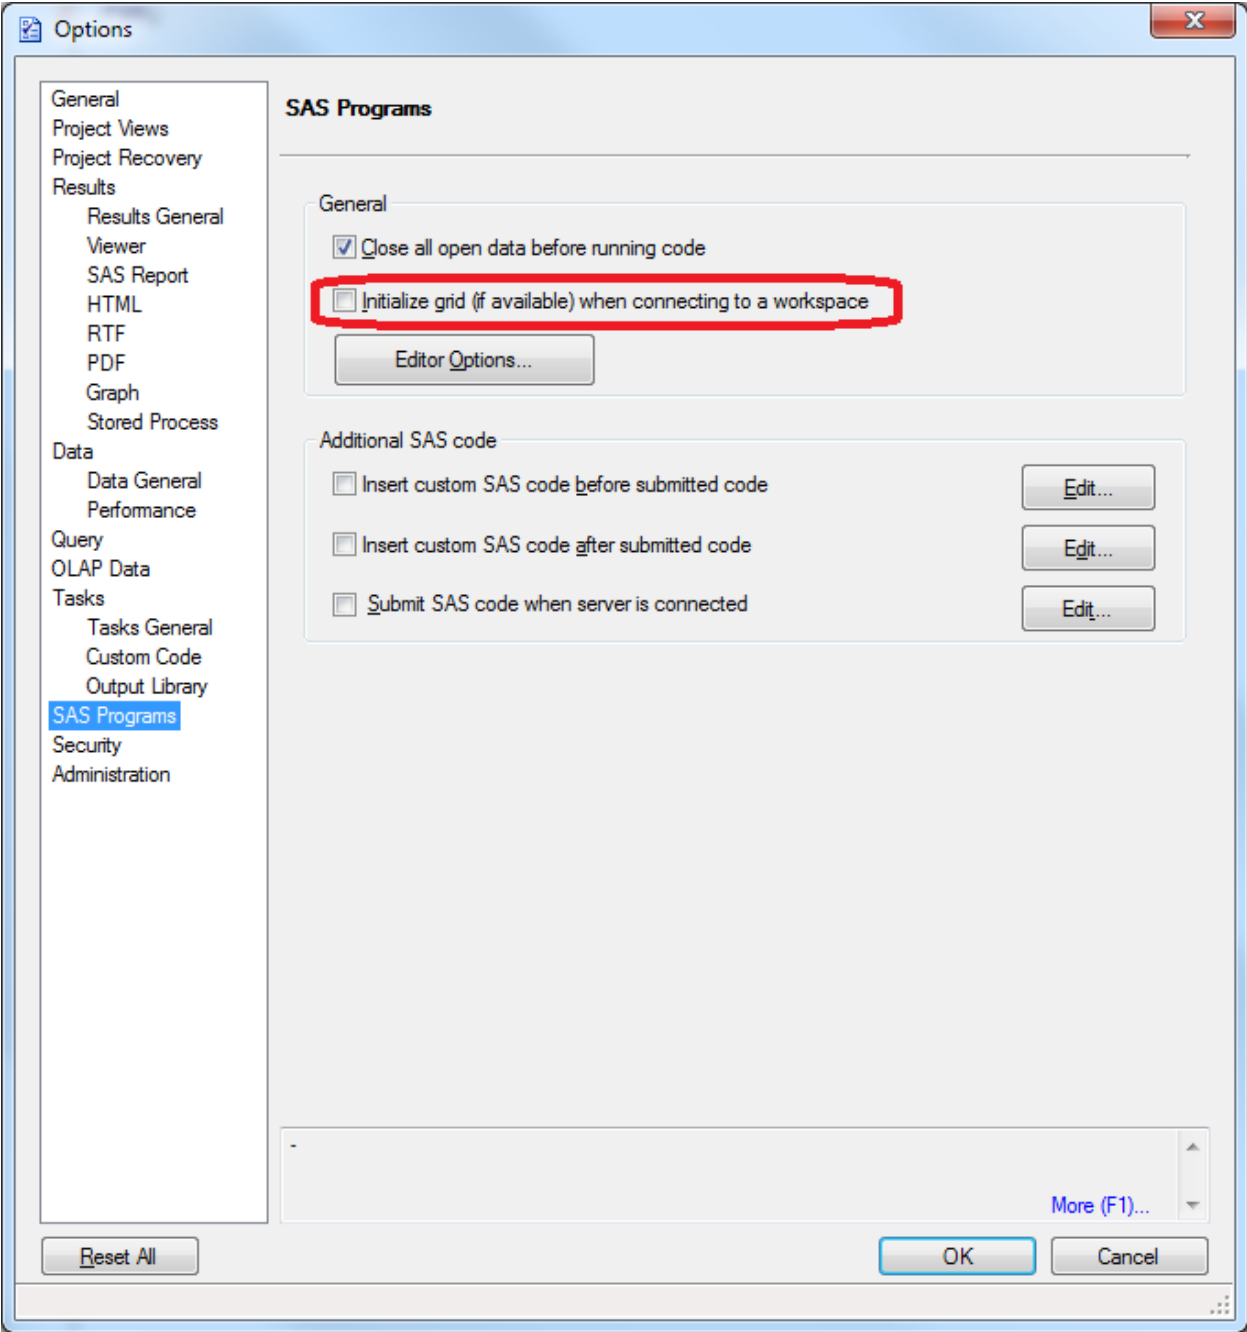 Options
General
Project Views
Project Recovery
Results
Results General
Viewer
SAS Report
HTML
RTF
PDF
Graph
Stored Process
Data
Data General
Performance
Query
OLAP Data
Tasks
Tasks General
Custom Code
Output Library
SAS Programs
Security
Administration
SAS Programs
General
Close all open data before running code
Initialize grid (if available) when connecting to a workspace
Editor Options...
Additional SAS code
Insert custom SAS code before submitted code Edit...
Insert custom SAS code after submitted code Edit...
Submit SAS code when server is connected Edit...
-
More (F1)...
Reset All OK Cancel